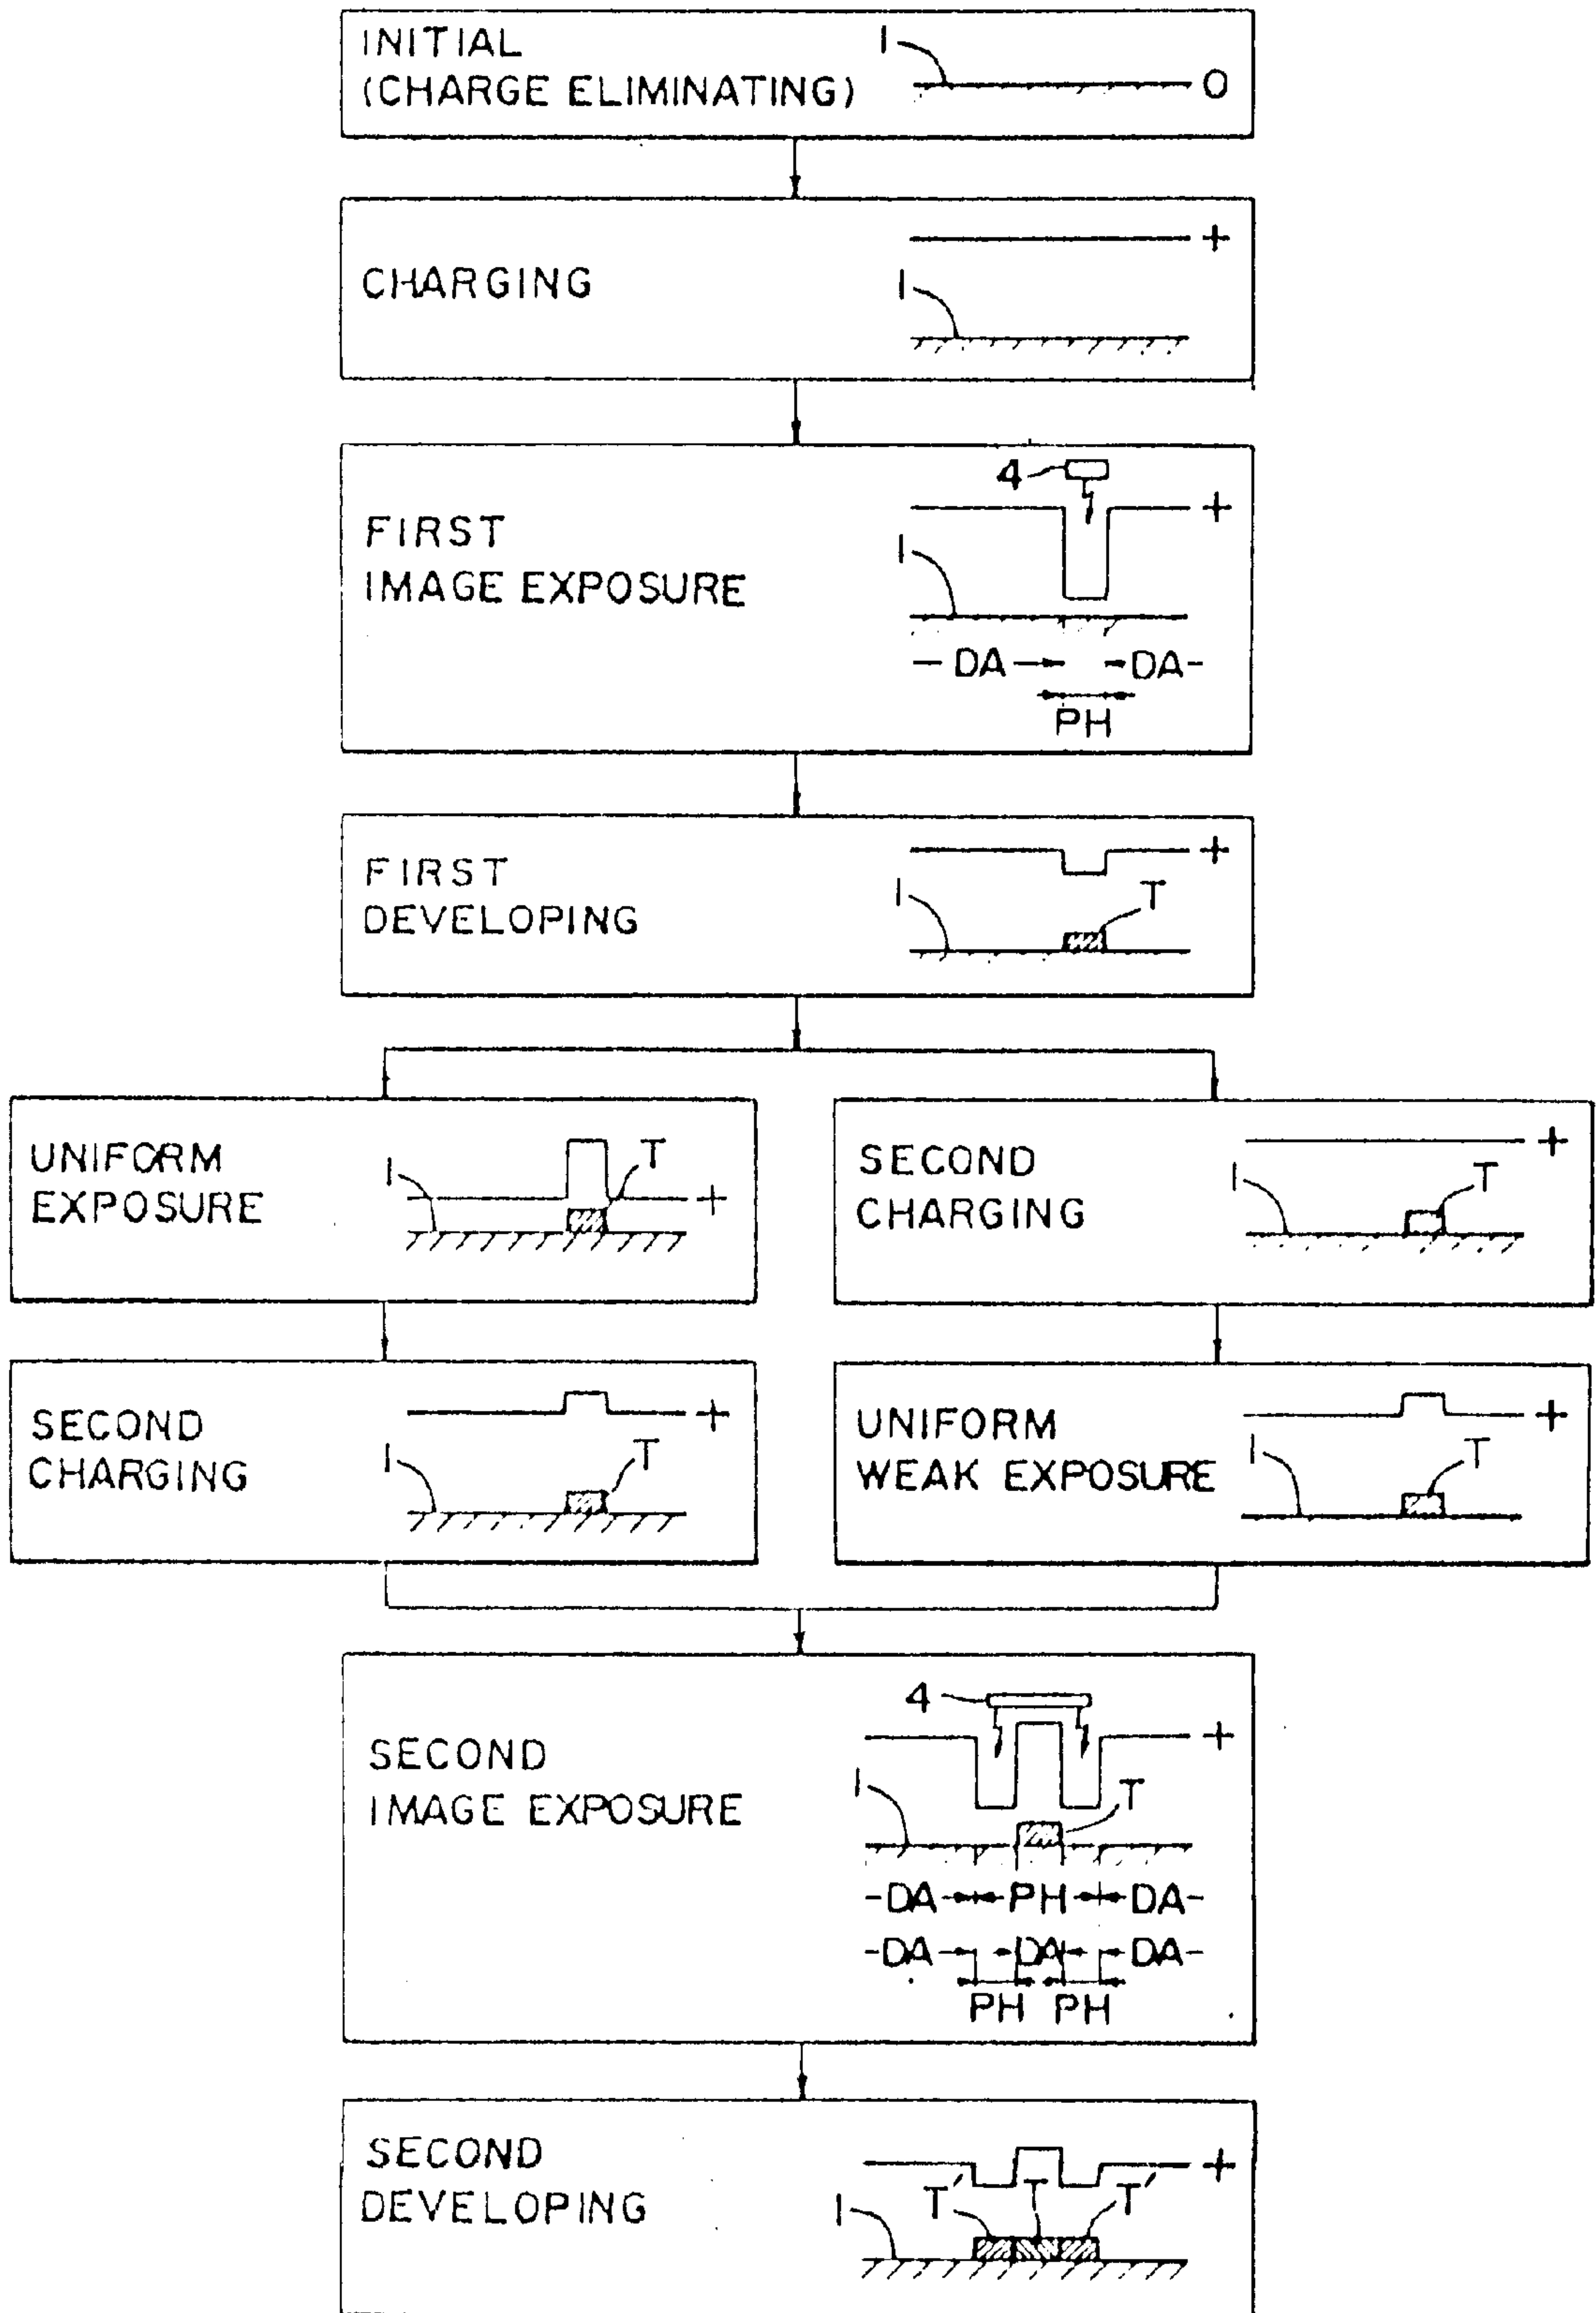 INITIAL
(CHARGE ELIMINATING)
1
0
CHARGING
+
1
FIRST
IMAGE EXPOSURE
4
+
1
DA DA
PH
FIRST
DEVELOPING
+
1
T
UNIFORM
EXPOSURE
1
T
+
SECOND
CHARGING
+
1
T
SECOND
CHARGING
+
1
T
UNIFORM
WEAK EXPOSURE
+
1
T
SECOND
IMAGE EXPOSURE
4
+
1
T
-DA PH DA-
-DA DA DA-
PH PH
SECOND
DEVELOPING
+
T' T T'
1